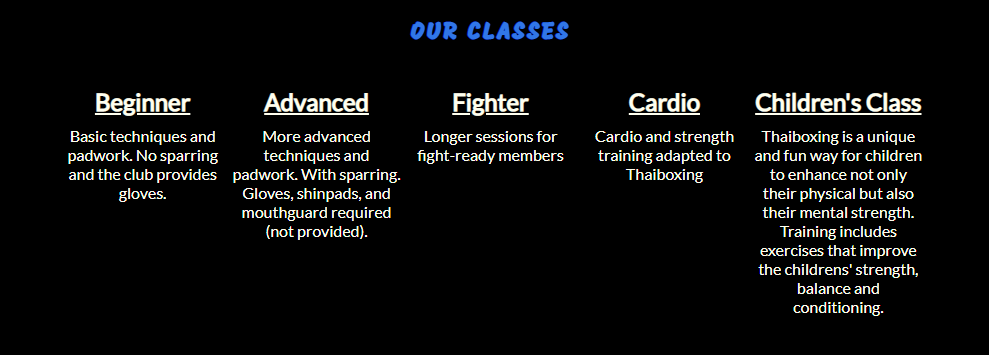 OUR CLASSES
Beginner
Basic techniques and
padwork. No sparring
and the club provides
gloves.
Advanced
More advanced
techniques and
padwork. With sparring.
Gloves, shinpads, and
mouthguard required
(not provided).
Fighter
Longer sessions for
fight-ready members
Cardio
Cardio and strength
training adapted to
Thaiboxing
Children's Class
Thaiboxing is a unique
and fun way for children
to enhance not only
their physical but also
their mental strength.
Training includes
exercises that improve
the childrens' strength,
balance and
conditioning.